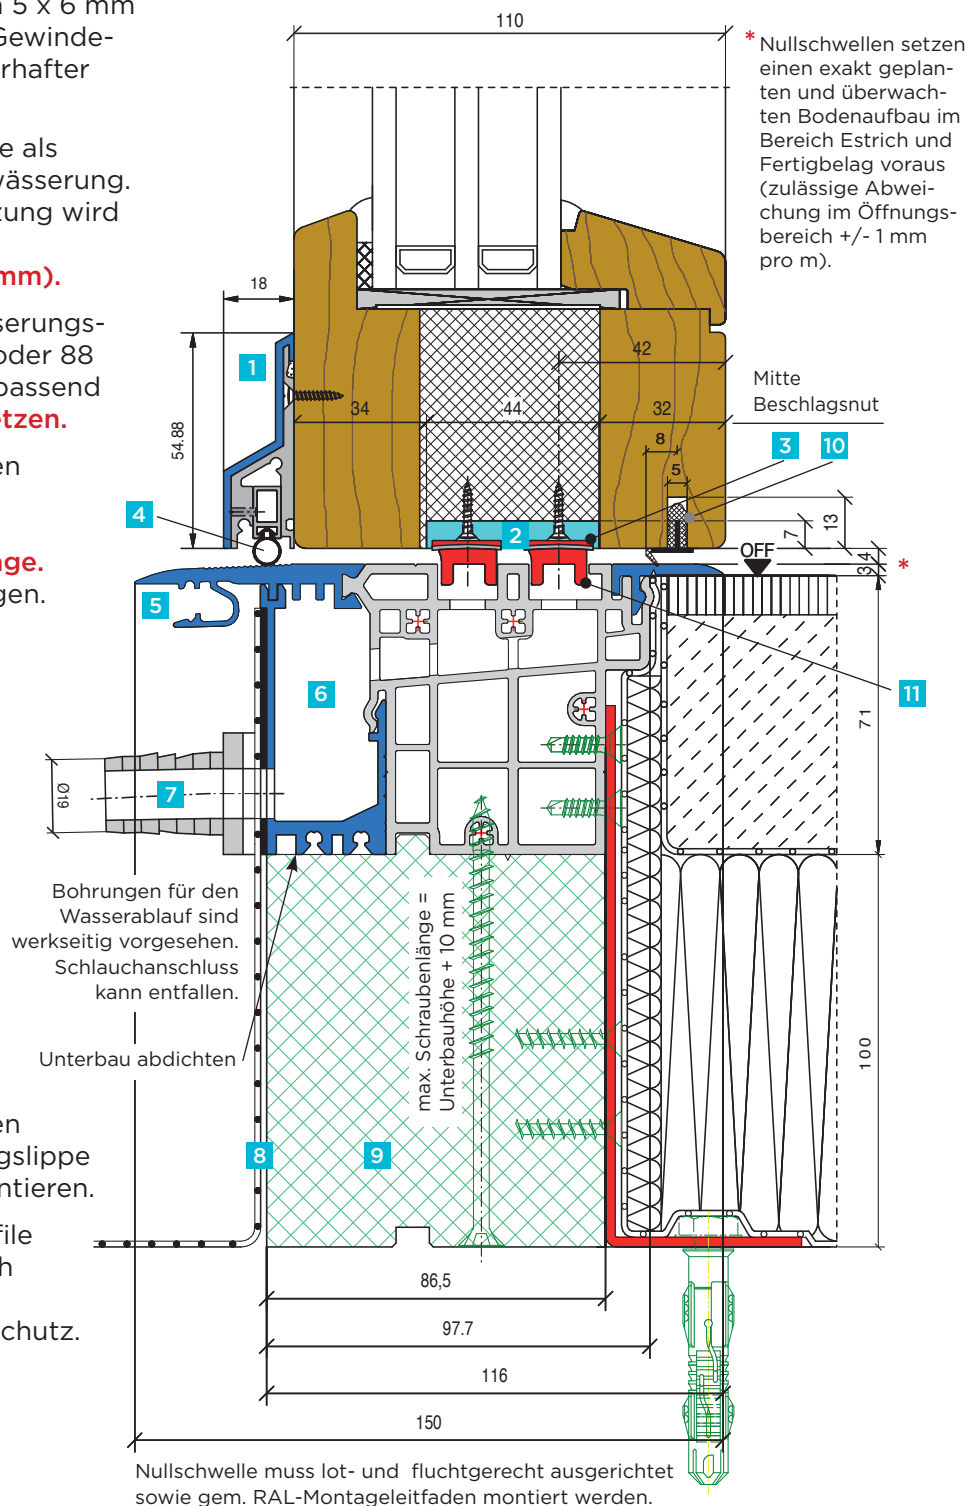 5 x 6 mm
Gewinde-
rhafter
e als
wässerung.
zung wird
mm).
serungs-
oder 88
passend
etzen.
en
nge.
gen.
en
gslippe
ntieren.
file
ch
chutz.
110
* Nullschwellen setzen
einen exakt geplan-
ten und überwach-
ten Bodenaufbau im
Bereich Estrich und
Fertigbelag voraus
(zulässige Abwei-
chung im Öffnungs-
bereich +/- 1 mm
pro m).
18
1
42
54.88
34
44
32
Mitte
Beschlagsnut
8
3
10
5
4
2
7
13
OFF
3
4
*
5
6
11
71
7
Ø19
Bohrungen für den
Wasserablauf sind
werkseitig vorgesehen.
Schlauchanschluss
kann entfallen.
max. Schraubenlänge =
Unterbauhöhe + 10 mm
Unterbau abdichten
100
8
9
86,5
97.7
116
150
Nullschwelle muss lot- und fluchtgerecht ausgerichtet
sowie gem. RAL-Montageleitfaden montiert werden.